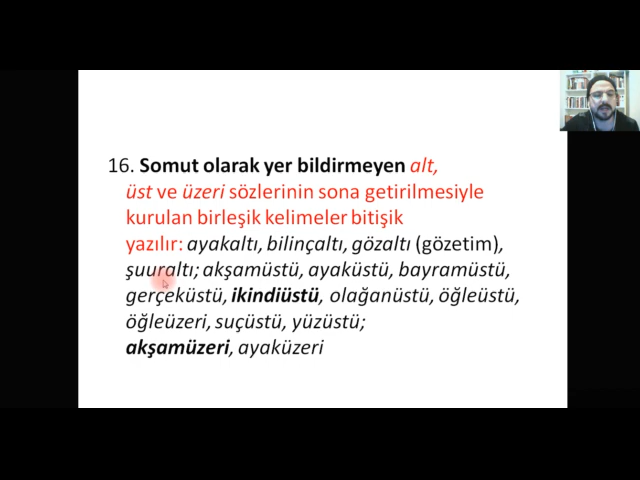 16. Somut olarak yer bildirmeyen alt,
üst ve üzeri sözlerinin sona getirilmesiyle
kurulan birleşik kelimeler bitişik
yazılır: ayakaltı, bilinçaltı, gözaltı (gözetim),
şuuraltı; akşamüstü, ayaküstü, bayramüstü,
gerçeküstü, ikindiüstü, olağanüstü, öğleüstü,
öğleüzeri, suçüstü, yüzüstü;
akşamüzeri, ayaküzeri